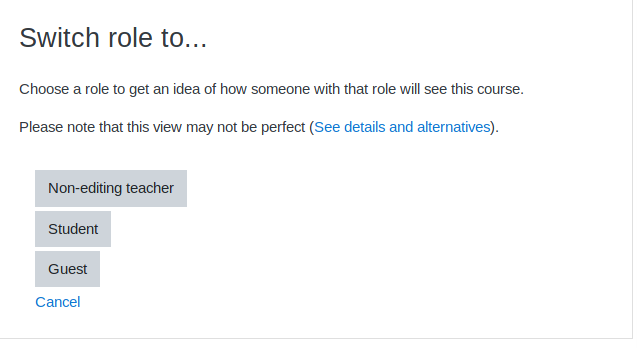 Switch role to...
Choose a role to get an idea of how someone with that role will see this course.
Please note that this view may not be perfect (See details and alternatives).
Non-editing teacher
Student
Guest
Cancel